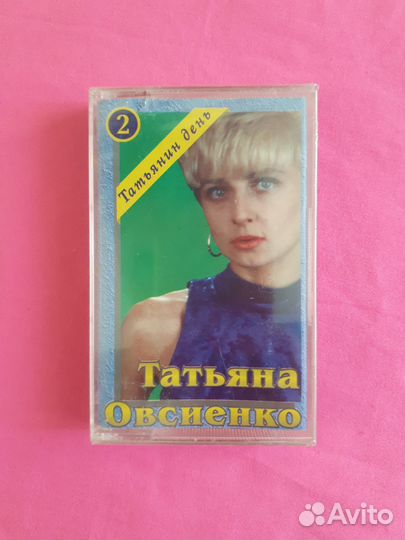 2
Татьянин день
Татьяна
Овсиенко
Avito